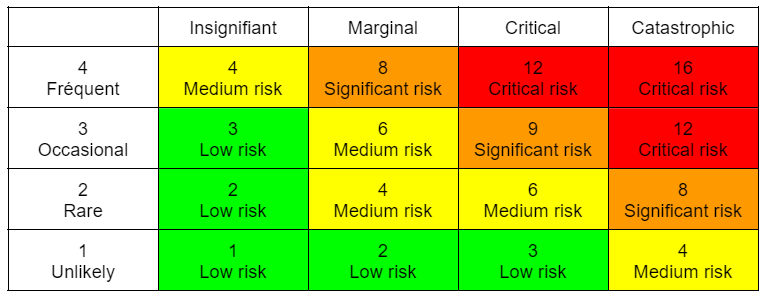 Insignifiant Marginal Critical Catastrophic
4 4 8 12 16
Fréquent Medium risk Significant risk Critical risk Critical risk
3 3 6 9 12
Occasional Low risk Medium risk Significant risk Critical risk
2 2 4 6 8
Rare Low risk Medium risk Medium risk Significant risk
1 1 2 3 4
Unlikely Low risk Low risk Low risk Medium risk